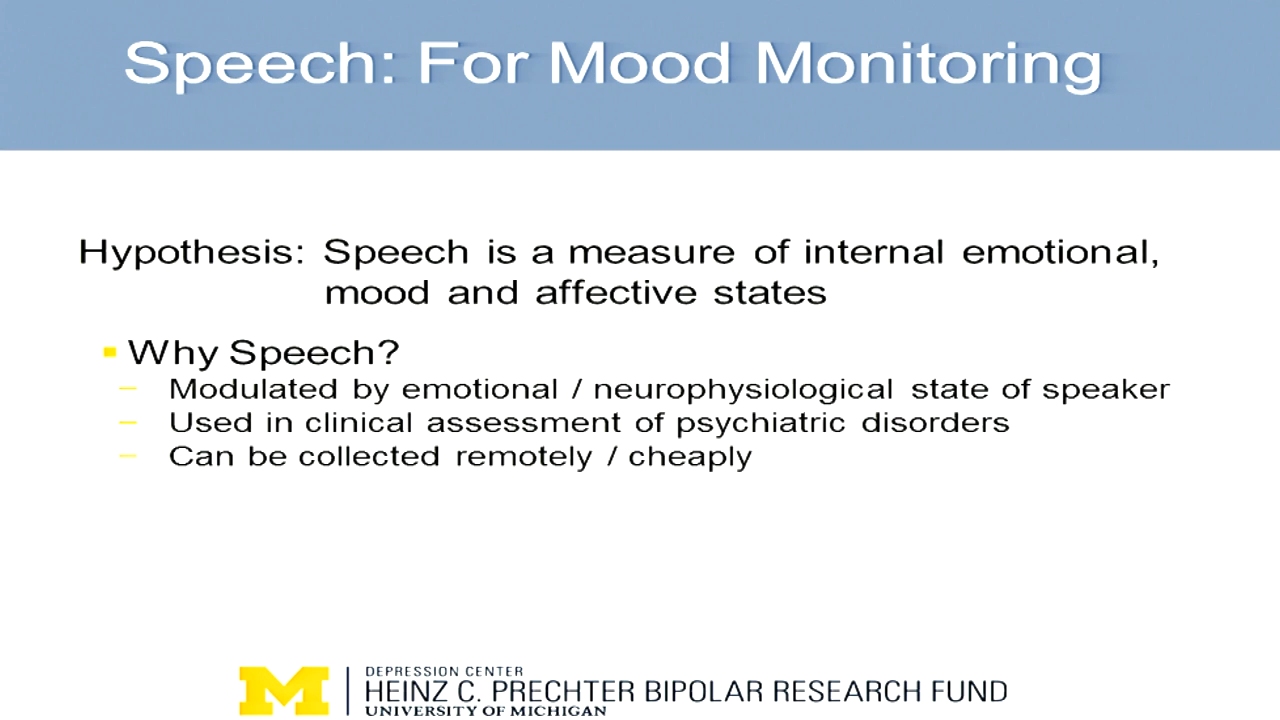 Speech: For Mood Monitoring
Hypothesis: Speech is a measure of internal emotional,
mood and affective states
Why Speech?
– Modulated by emotional / neurophysiological state of speaker
– Used in clinical assessment of psychiatric disorders
– Can be collected remotely / cheaply
M
DEPRESSION CENTER
HEINZ C. PRECHTER BIPOLAR RESEARCH FUND
UNIVERSITY OF MICHIGAN